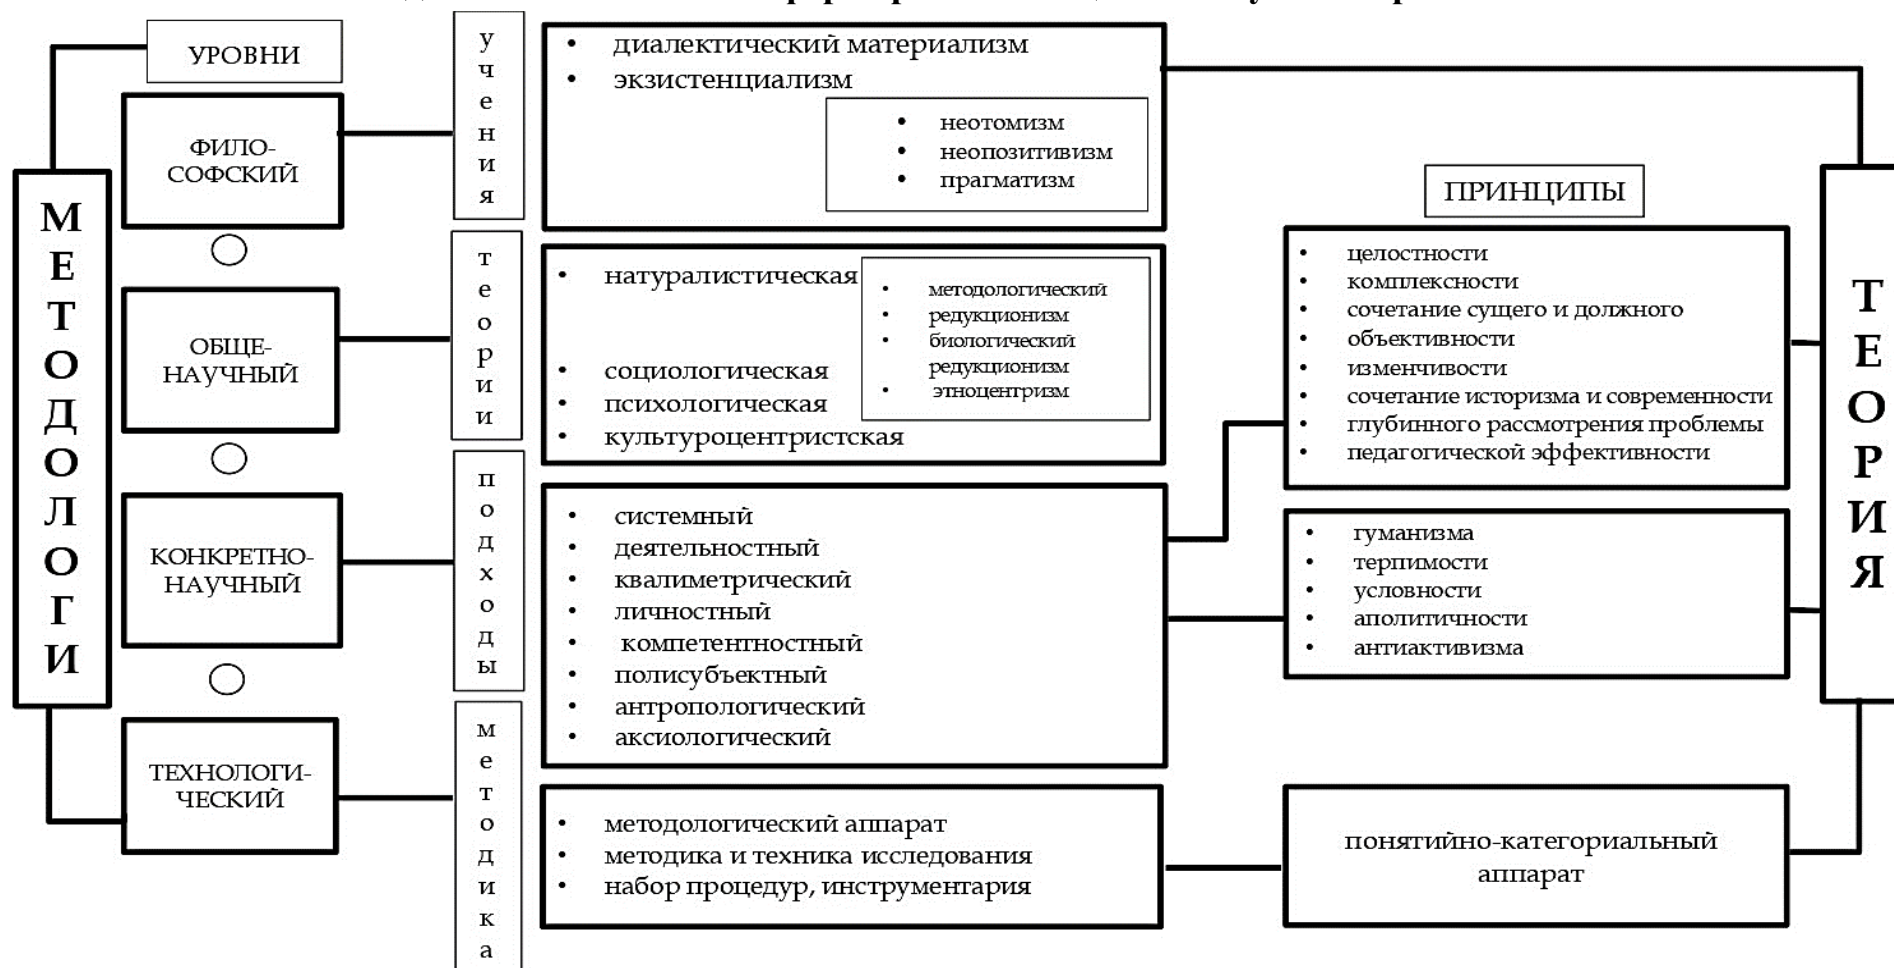 УРОВНИ
МЕТОДОЛОГИ
ФИЛО-
СОФСКИЙ
ОБЩЕ-
НАУЧНЫЙ
КОНКРЕТНО-
НАУЧНЫЙ
ТЕХНОЛОГИ-
ЧЕСКИЙ
учения
• диалектический материализм
• экзистенциализм
• неотомизм
• неопозитивизм
• прагматизм
теории
• натуралистическая
• методологический
• редукционизм
• биологический
редукционизм
• этноцентризм
• социологическая
• психологическая
• культуроцентристская
подходы
• системный
• деятельностный
• квалиметрический
• личностный
• компетентностный
• полисубъектный
• антропологический
• аксиологический
методика
• методологический аппарат
• методика и техника исследования
• набор процедур, инструментария
ПРИНЦИПЫ
• целостности
• комплексности
• сочетание сущего и должного
• объективности
• изменчивости
• сочетание историзма и современности
• глубинного рассмотрения проблемы
• педагогической эффективности
• гуманизма
• терпимости
• условности
• аполитичности
• антиактивизма
понятийно-категориальный
аппарат
ТЕОРИЯ